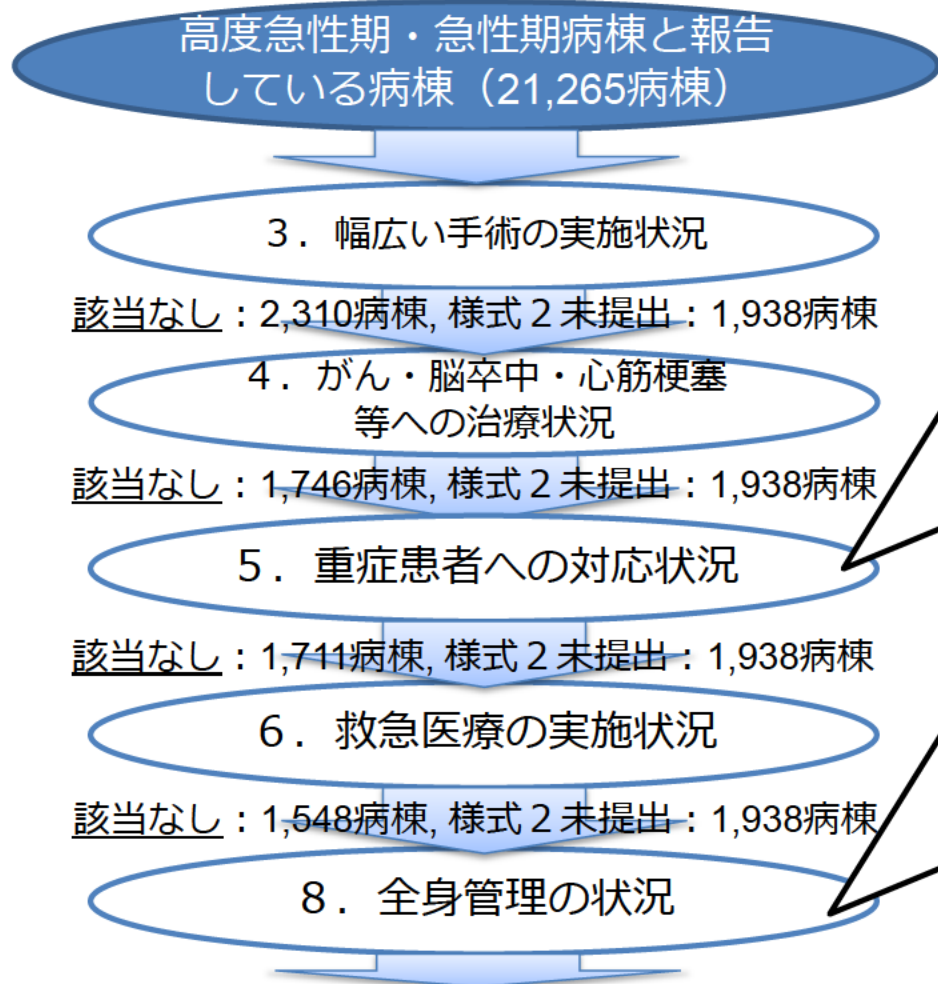 高度急性期・急性期病棟と報告
している病棟（21,265病棟）
３．幅広い手術の実施状況
該当なし：2,310病棟, 様式２未提出：1,938病棟
４．がん・脳卒中・心筋梗塞
等への治療状況
該当なし：1,746病棟, 様式２未提出：1,938病棟
５．重症患者への対応状況
該当なし：1,711病棟, 様式２未提出：1,938病棟
６．救急医療の実施状況
該当なし：1,548病棟, 様式２未提出：1,938病棟
８．全身管理の状況